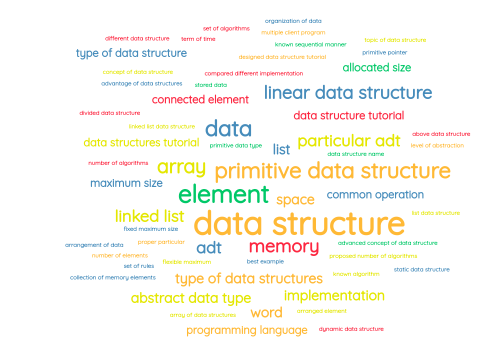 organization of data
set of algorithms
multiple client program
different data structure
term of time
known sequential manner
topic of data structure
type of data structure
primitive pointer
designed data structure tutorial
allocated size
concept of data structure
compared different implementation
advantage of data structures
stored data
linear data structure
connected element
divided data structure
data structure tutorial
linked list data structure
data
above data structure
data structures tutorial
primitive data type
list
particular adt
level of abstraction
data structure name
number of algorithms
array
primitive data structure
maximum size
element
space
common operation
linked list
data structure
list data structure
fixed maximum size
arrangement of data
proper particular
adt
memory
advanced concept of data structure
number of elements
flexible maximum
best example
proposed number of algorithms
set of rules
static data structure
collection of memory elements
type of data structures
known algorithm
abstract data type
implementation
array of data structures
word
arranged element
programming language
dynamic data structure